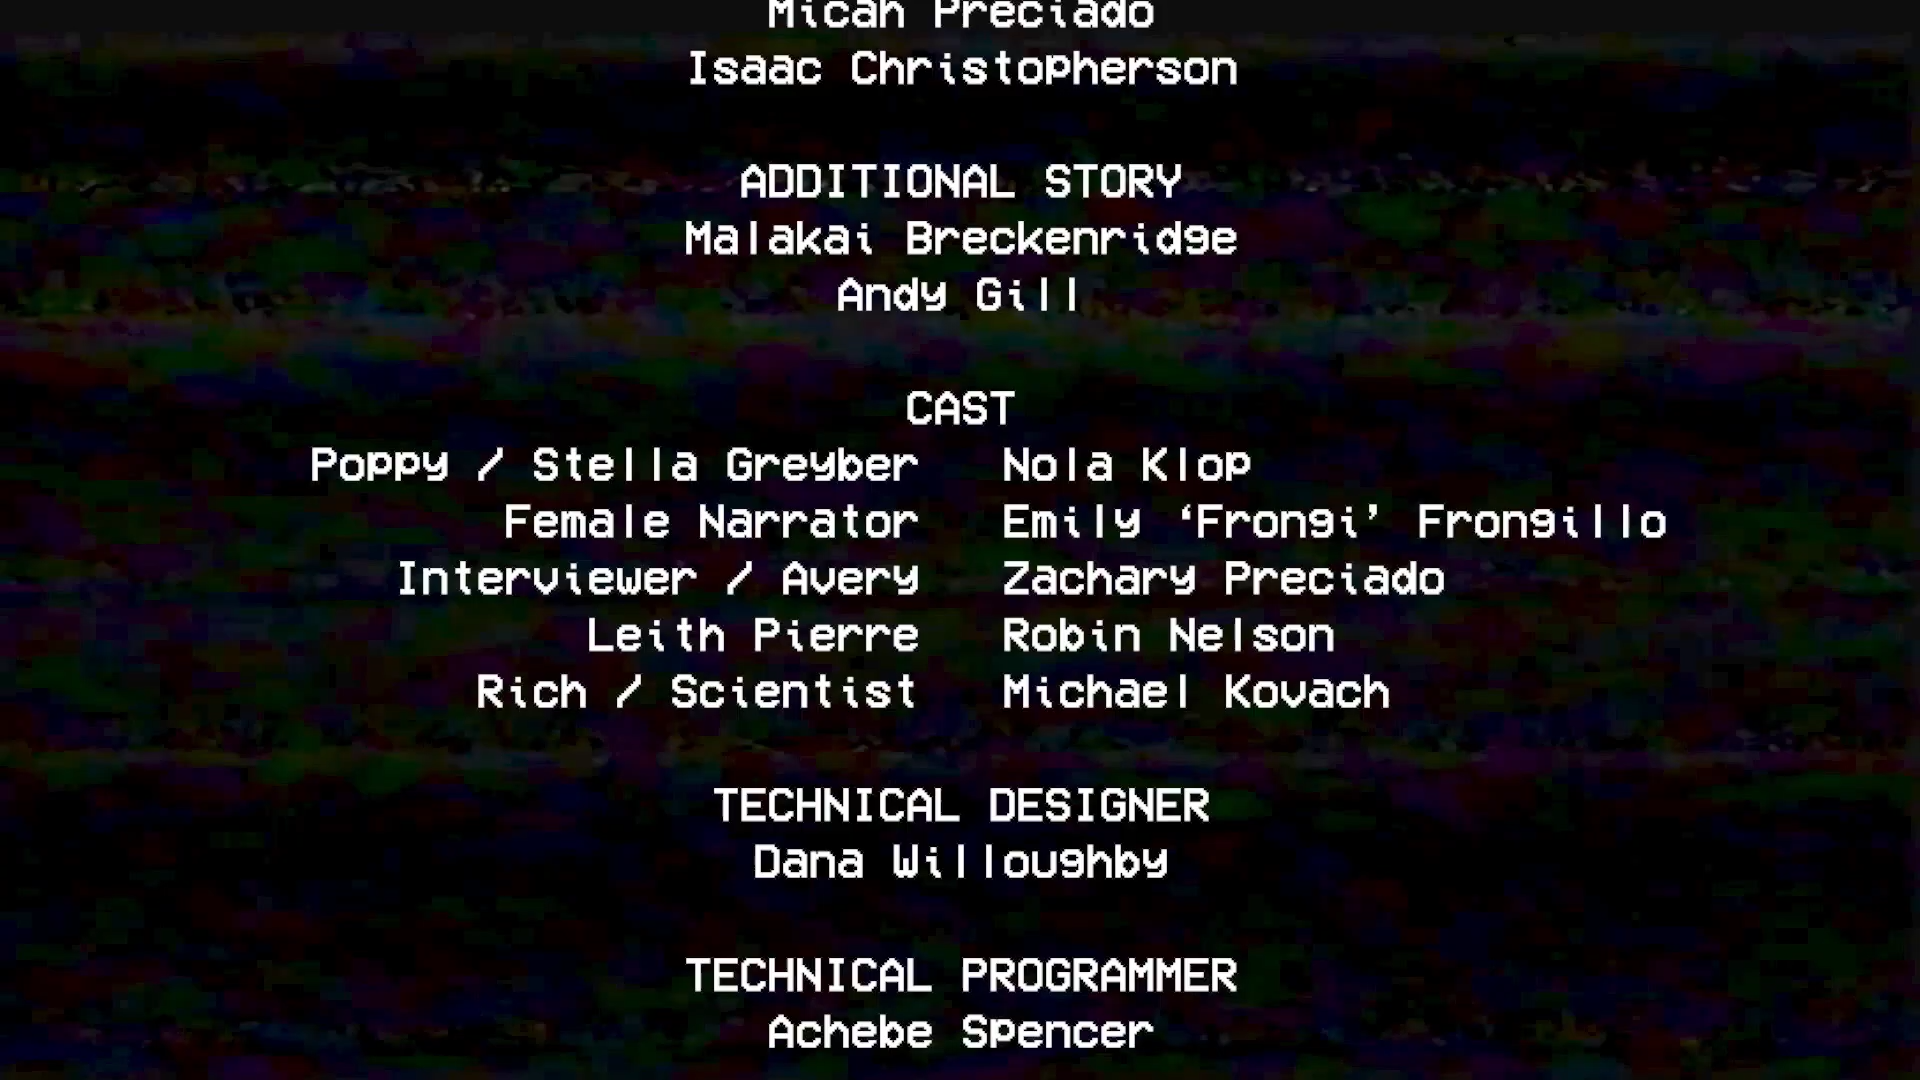 Micah Preciado
Isaac Christopherson
ADDITIONAL STORY
Malakai Breckenridge
Andy Gill
CAST
Poppy / Stella Greyber Nola Klop
Female Narrator Emily ‘Frongi’ Frongillo
Interviewer / Avery Zachary Preciado
Leith Pierre Robin Nelson
Rich / Scientist Michael Kovach
TECHNICAL DESIGNER
Dana Willoughby
TECHNICAL PROGRAMMER
Achebe Spencer